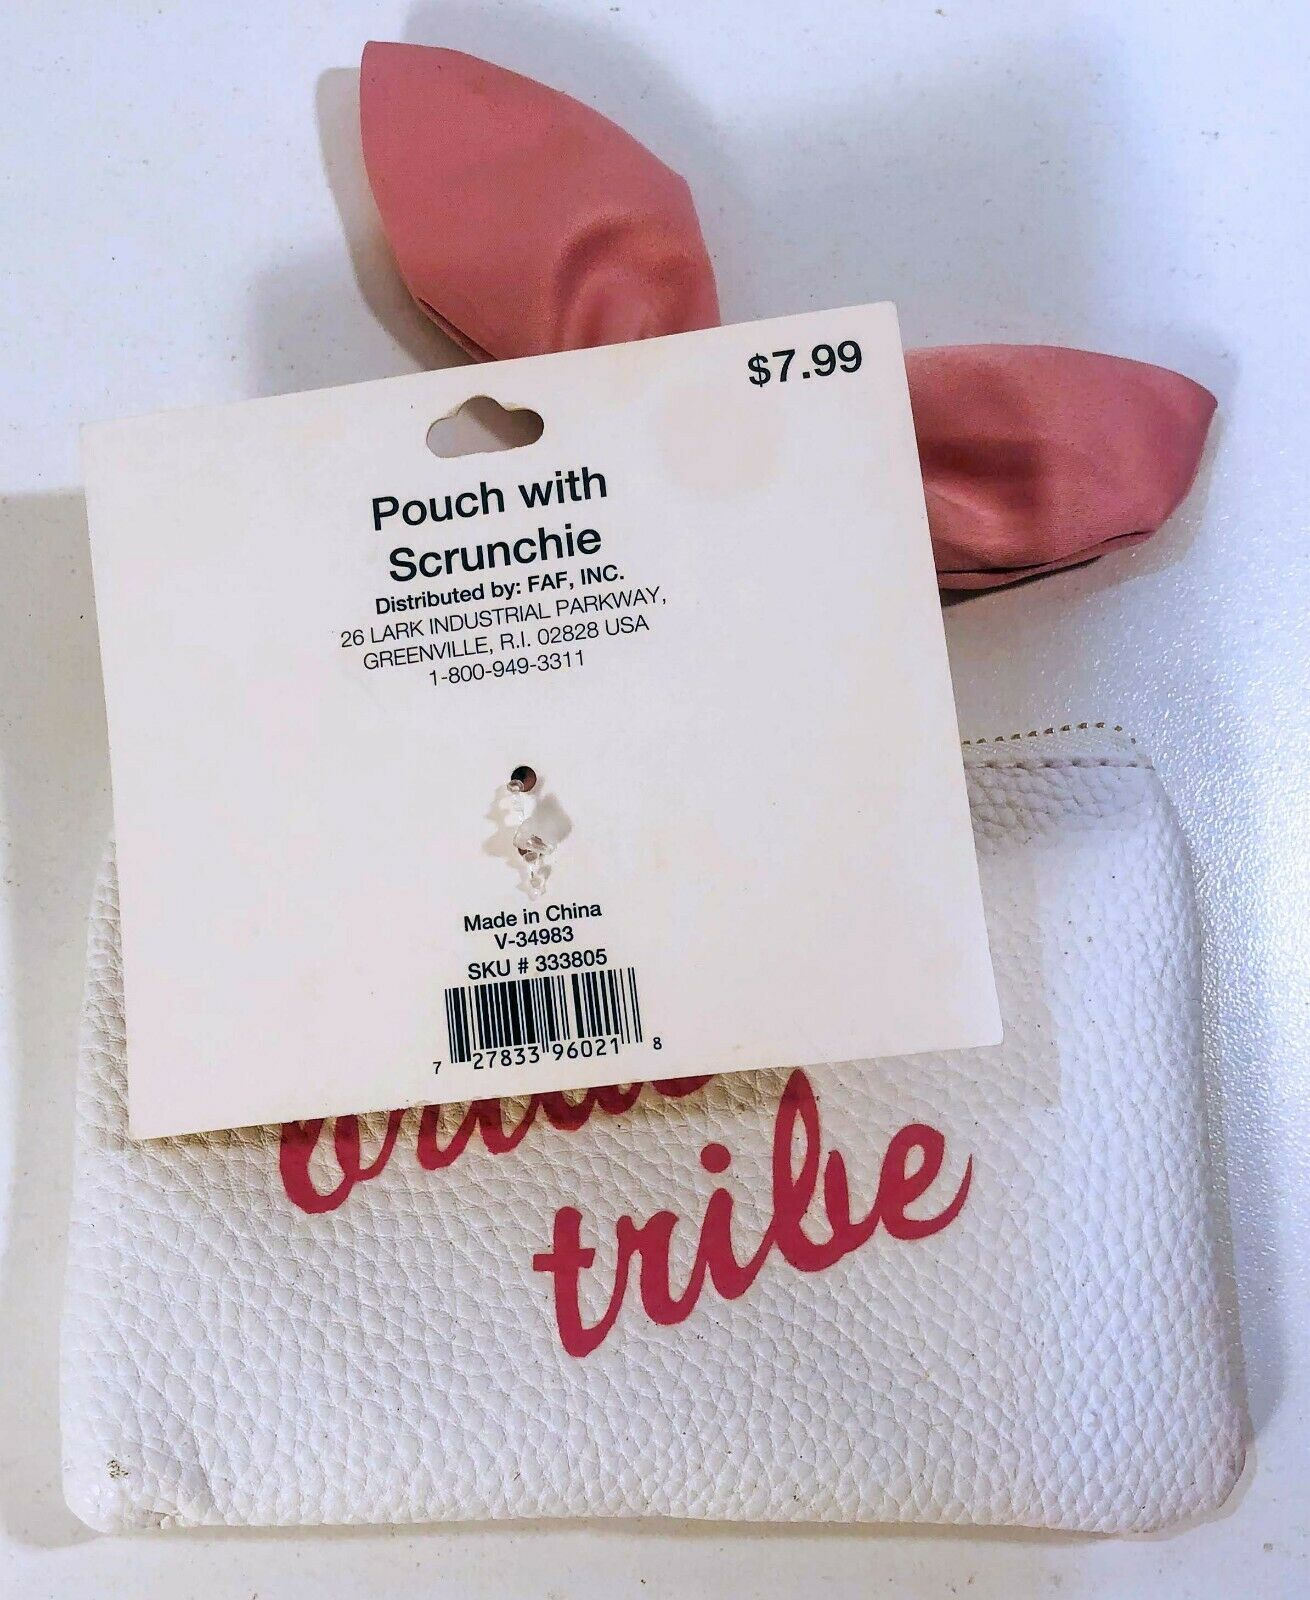 $7.99
Pouch with
Scrunchie
Distributed by: FAF, INC.
26 LARK INDUSTRIAL PARKWAY,
GREENVILLE, R.I. 02828 USA
1-800-949-3311
Made in China
V-34983
SKU # 333805
7 27833 96021 8
bride
tribe